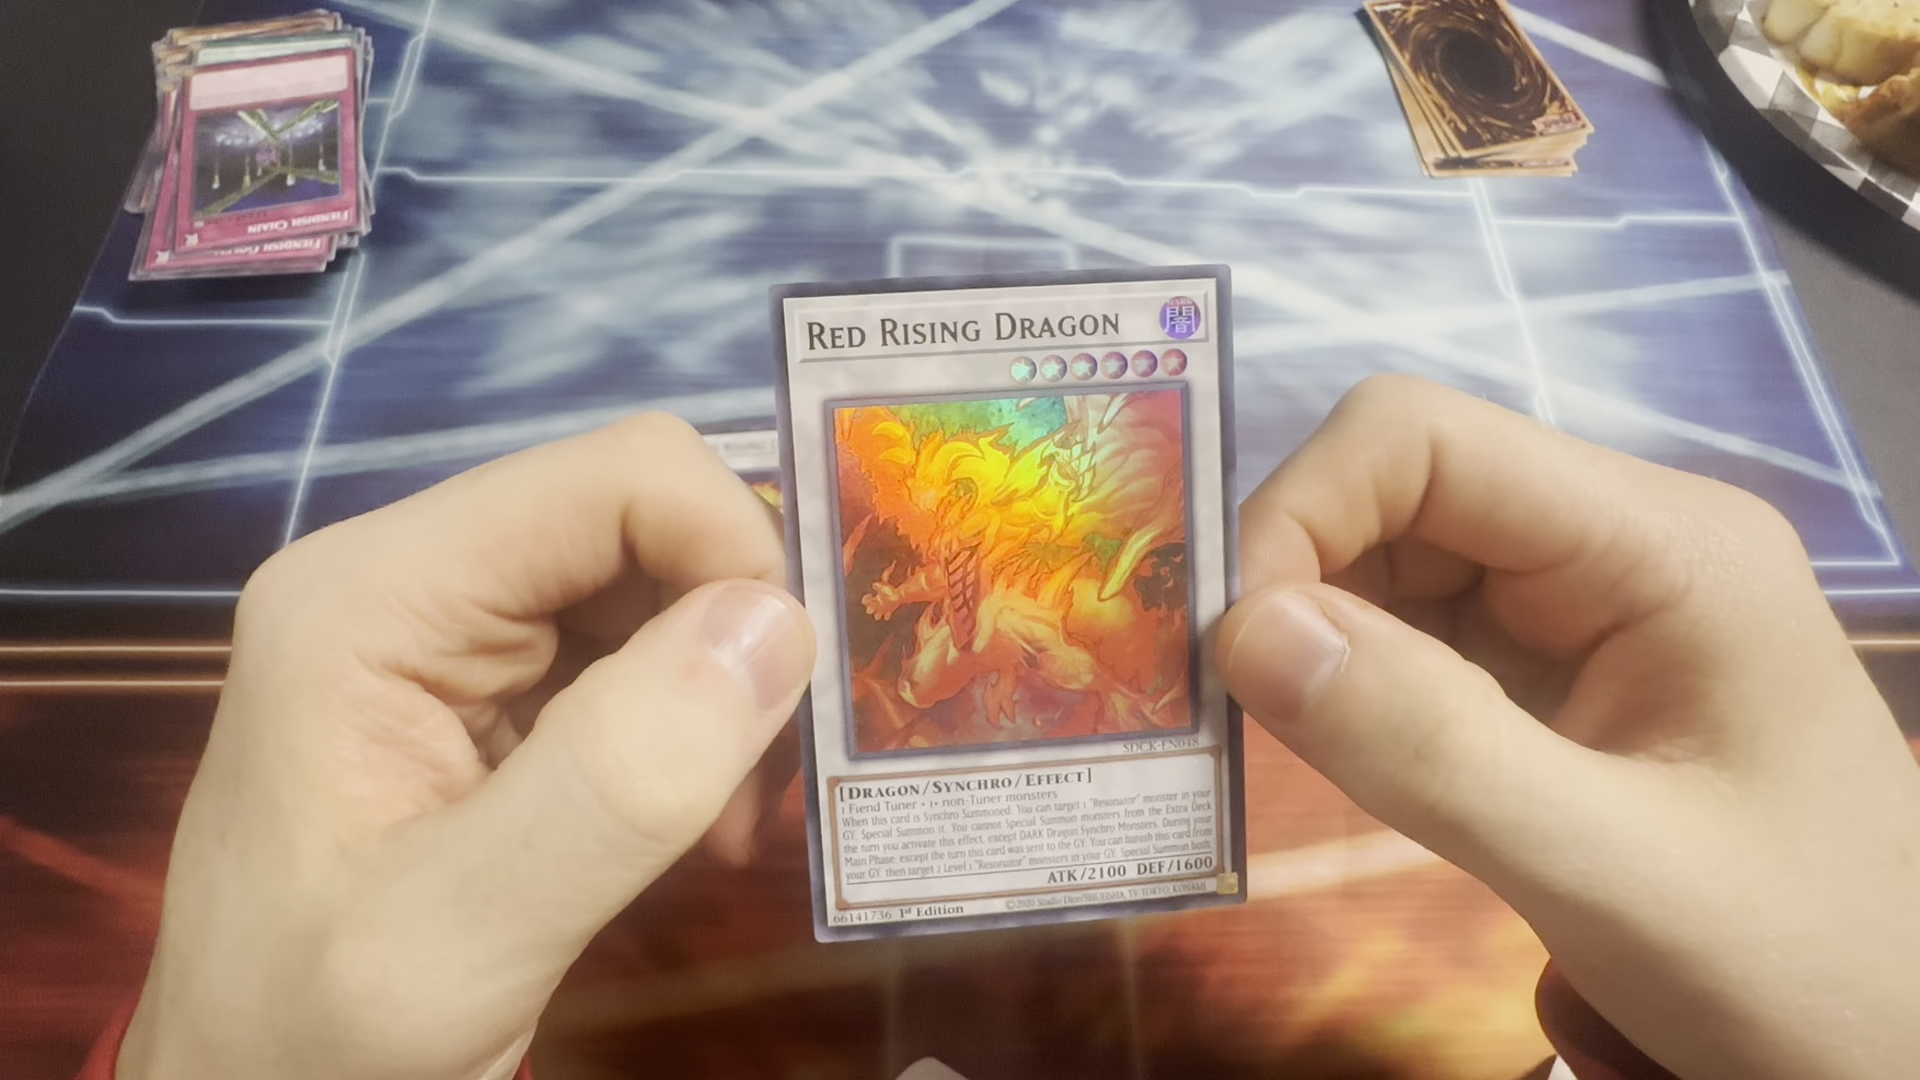 FIENDISH CHAIN
FIENDISH
RED RISING DRAGON
DARK
闇
SDCK-EN048
[DRAGON/SYNCHRO/EFFECT]
1 Fiend Tuner + 1+ non-Tuner monsters
When this card is Synchro Summoned: You can target 1 "Resonator" monster in your
GY; Special Summon it. You cannot Special Summon monsters from the Extra Deck
the turn you activate this effect, except DARK Dragon Synchro Monsters. During your
Main Phase, except the turn this card was sent to the GY: You can banish this card from
your GY, then target 2 Level 1 "Resonator" monsters in your GY; Special Summon both.
ATK/2100 DEF/1600
66141736 1st Edition
©2020 Studio Dice/SHUEISHA, TV TOKYO, KONAMI